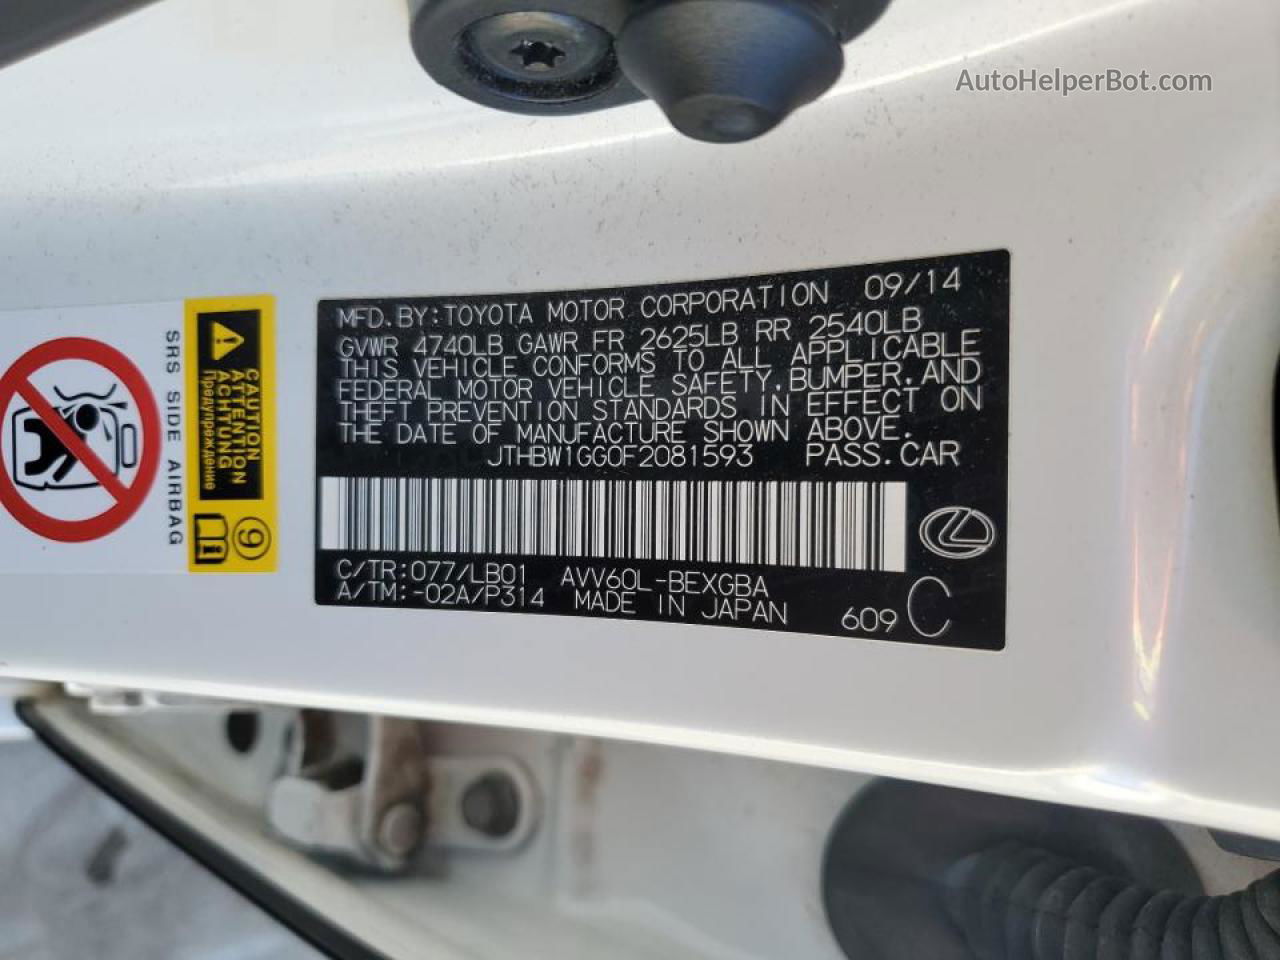 AutoHelperBot.com
MFD. BY: TOYOTA MOTOR CORPORATION 09/14
GVWR 4740LB GAWR FR 2625LB RR 2540LB
THIS VEHICLE CONFORMS TO ALL APPLICABLE
FEDERAL MOTOR VEHICLE SAFETY, BUMPER, AND
THEFT PREVENTION STANDARDS IN EFFECT ON
THE DATE OF MANUFACTURE SHOWN ABOVE.
JTHBW1GG0F2081593 PASS. CAR
C/TR: 077/LB01 AVV60L-BEXGBA
A/TM: -02A/P314 MADE IN JAPAN
609 C
CAUTION
ATTENTION
ACHTUNG
Предупреждение
9
SRS SIDE AIRBAG